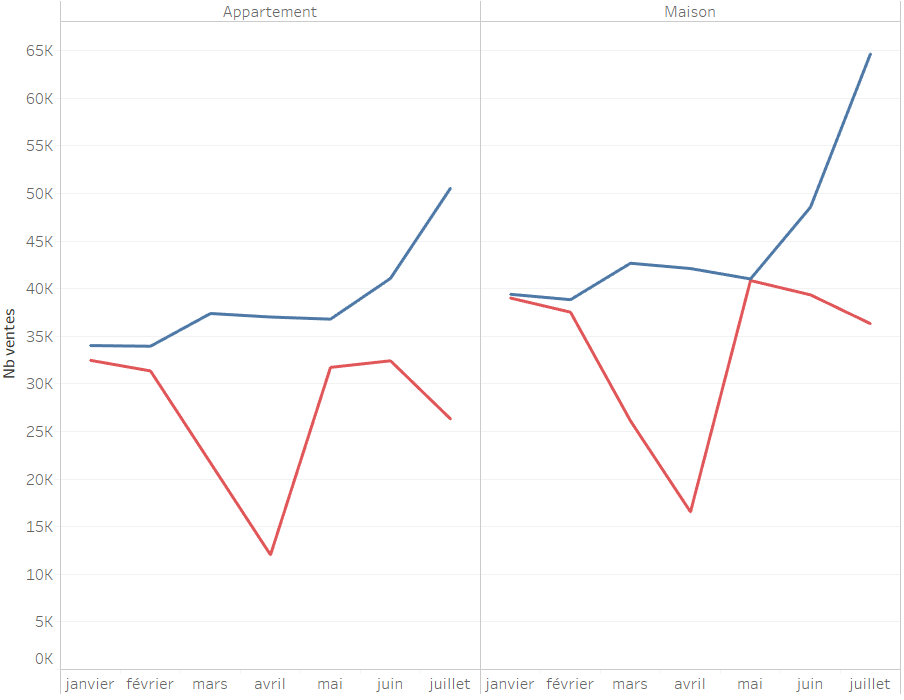 Appartement Maison
65K
60K
55K
50K
45K
40K
35K
30K
25K
20K
15K
10K
5K
0K
Nb ventes
janvier février mars avril mai juin juillet janvier février mars avril mai juin juillet